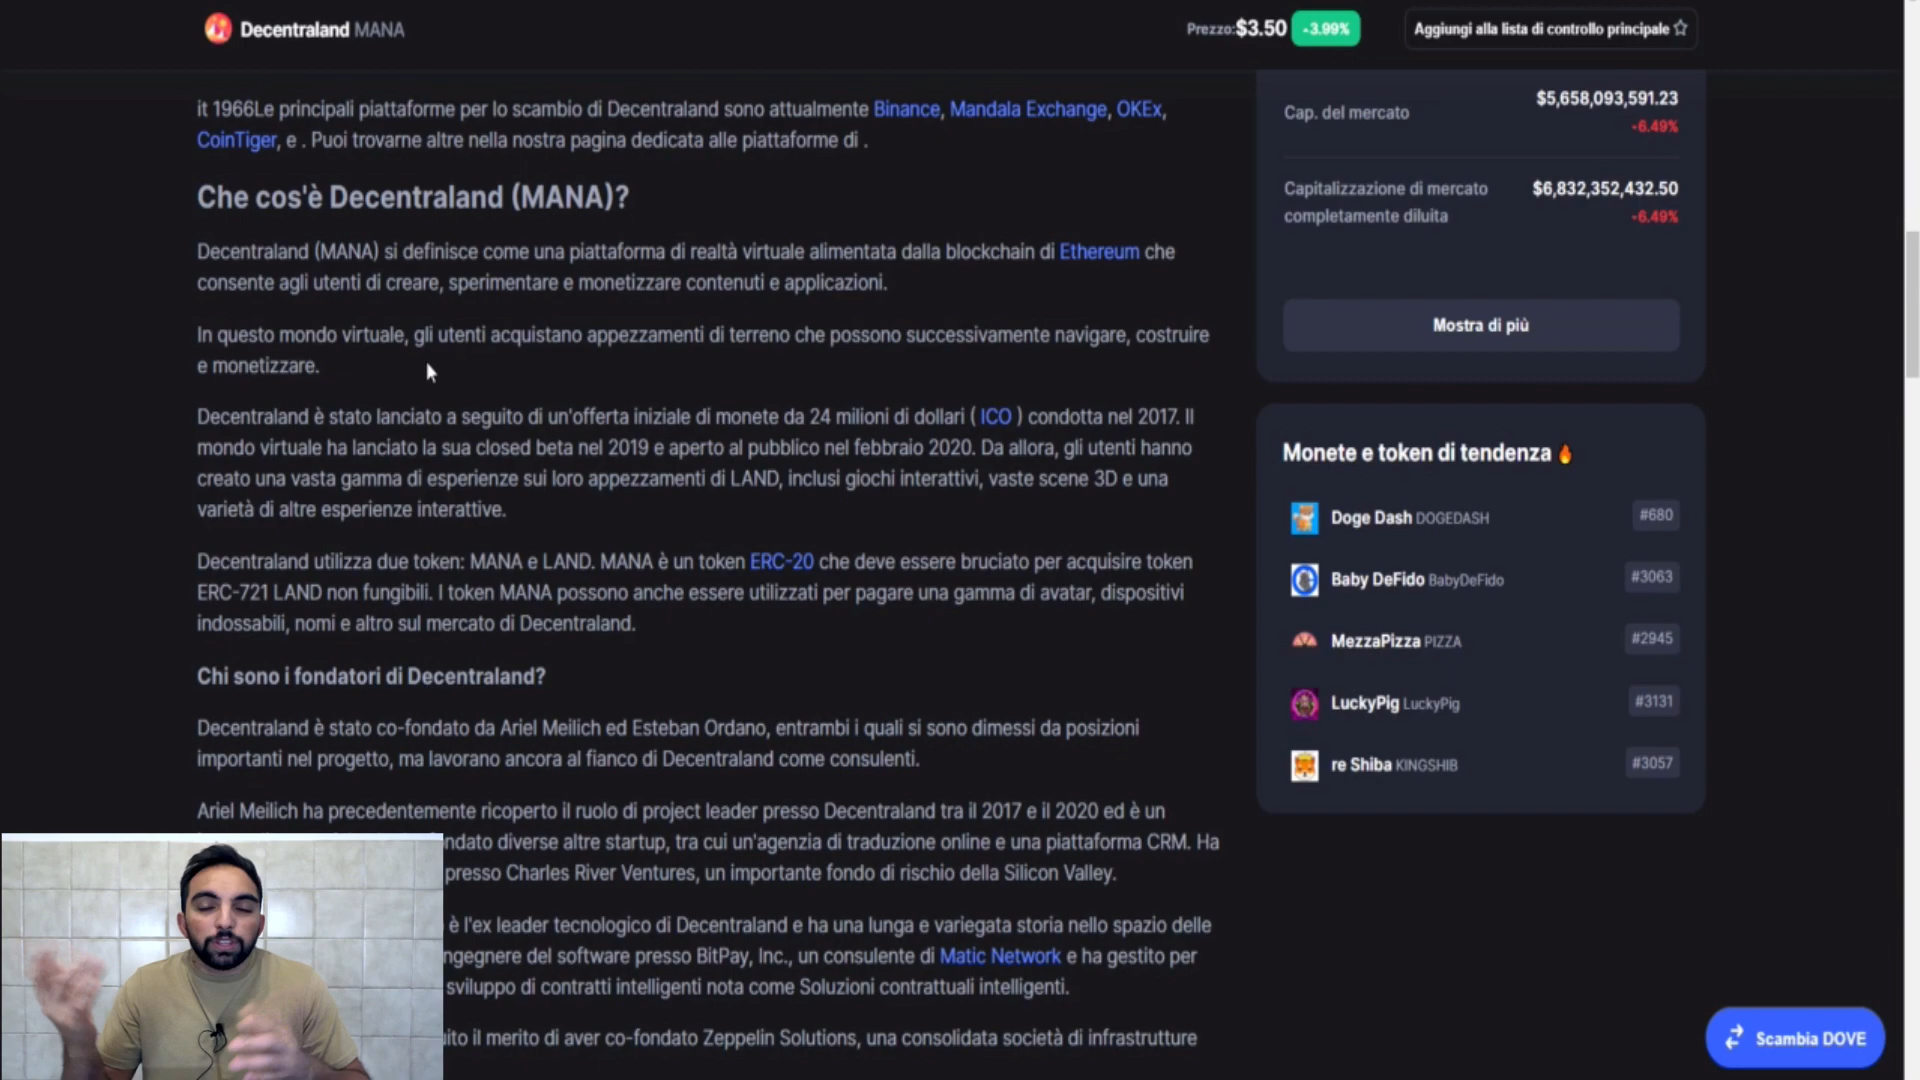 Decentraland MANA
Prezzo:$3.50 -3.99%
Aggiungi alla lista di controllo principale
it 1966Le principali piattaforme per lo scambio di Decentraland sono attualmente Binance, Mandala Exchange, OKEx,
CoinTiger, e . Puoi trovarne altre nella nostra pagina dedicata alle piattaforme di .
Che cos'è Decentraland (MANA)?
Decentraland (MANA) si definisce come una piattaforma di realtà virtuale alimentata dalla blockchain di Ethereum che
consente agli utenti di creare, sperimentare e monetizzare contenuti e applicazioni.
In questo mondo virtuale, gli utenti acquistano appezzamenti di terreno che possono successivamente navigare, costruire
e monetizzare.
Decentraland è stato lanciato a seguito di un'offerta iniziale di monete da 24 milioni di dollari ( ICO ) condotta nel 2017. Il
mondo virtuale ha lanciato la sua closed beta nel 2019 e aperto al pubblico nel febbraio 2020. Da allora, gli utenti hanno
creato una vasta gamma di esperienze sui loro appezzamenti di LAND, inclusi giochi interattivi, vaste scene 3D e una
varietà di altre esperienze interattive.
Decentraland utilizza due token: MANA e LAND. MANA è un token ERC-20 che deve essere bruciato per acquisire token
ERC-721 LAND non fungibili. I token MANA possono anche essere utilizzati per pagare una gamma di avatar, dispositivi
indossabili, nomi e altro sul mercato di Decentraland.
Chi sono i fondatori di Decentraland?
Decentraland è stato co-fondato da Ariel Meilich ed Esteban Ordano, entrambi i quali si sono dimessi da posizioni
importanti nel progetto, ma lavorano ancora al fianco di Decentraland come consulenti.
Ariel Meilich ha precedentemente ricoperto il ruolo di project leader presso Decentraland tra il 2017 e il 2020 ed è un
ndato diverse altre startup, tra cui un'agenzia di traduzione online e una piattaforma CRM. Ha
presso Charles River Ventures, un importante fondo di rischio della Silicon Valley.
è l'ex leader tecnologico di Decentraland e ha una lunga e variegata storia nello spazio delle
ngegnere del software presso BitPay, Inc., un consulente di Matic Network e ha gestito per
sviluppo di contratti intelligenti nota come Soluzioni contrattuali intelligenti.
ito il merito di aver co-fondato Zeppelin Solutions, una consolidata società di infrastrutture
Cap. del mercato
$5,658,093,591.23
-6.49%
Capitalizzazione di mercato
completamente diluita
$6,832,352,432.50
-6.49%
Mostra di più
Monete e token di tendenza
Doge Dash DOGEDASH #680
Baby DeFido BabyDeFido #3063
MezzaPizza PIZZA #2945
LuckyPig LuckyPig #3131
re Shiba KINGSHIB #3057
Scambia DOVE